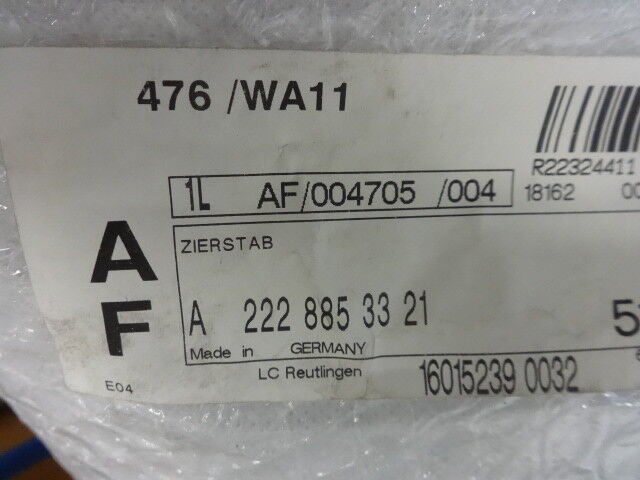 476 /WA11
R22324411
1L AF/004705 /004
18162 00
A
F
ZIERSTAB
A 222 885 33 21
Made in GERMANY
LC Reutlingen
16015239 0032
E04